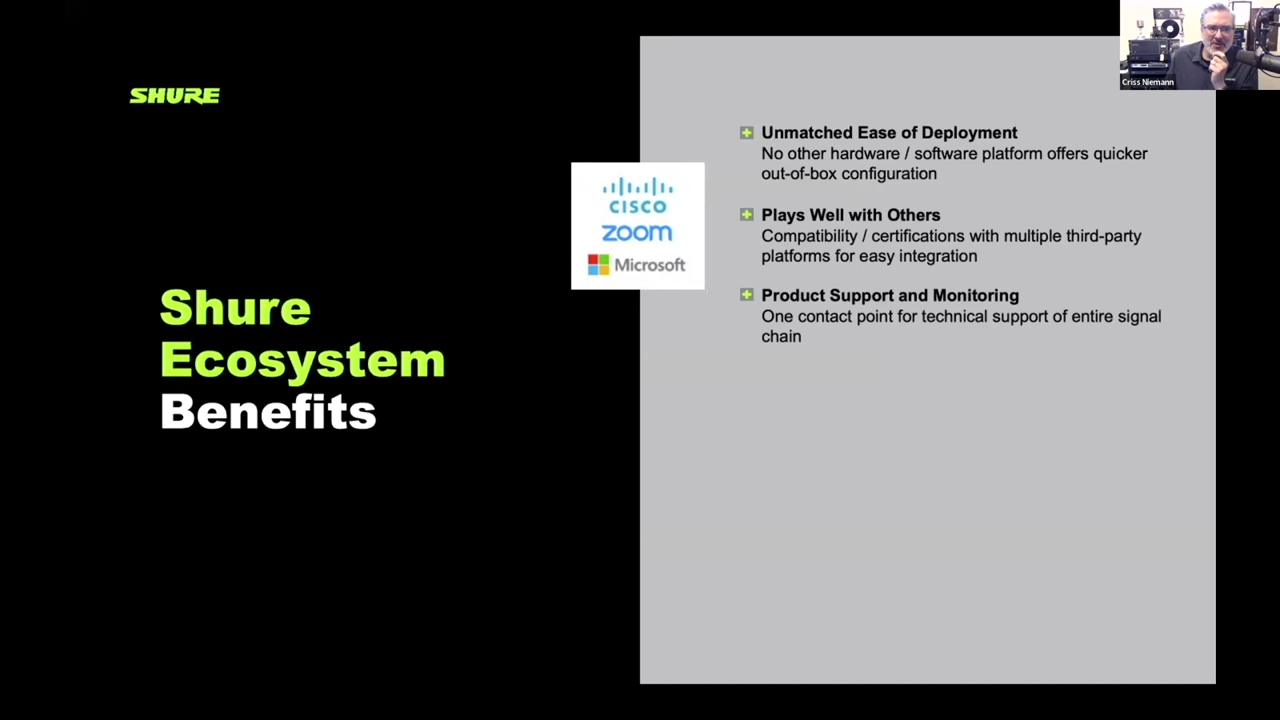 SHURE
Shure
Ecosystem
Benefits
CISCO
zoom
Microsoft
Unmatched Ease of Deployment
No other hardware / software platform offers quicker
out-of-box configuration
Plays Well with Others
Compatibility / certifications with multiple third-party
platforms for easy integration
Product Support and Monitoring
One contact point for technical support of entire signal
chain
Criss Niemann